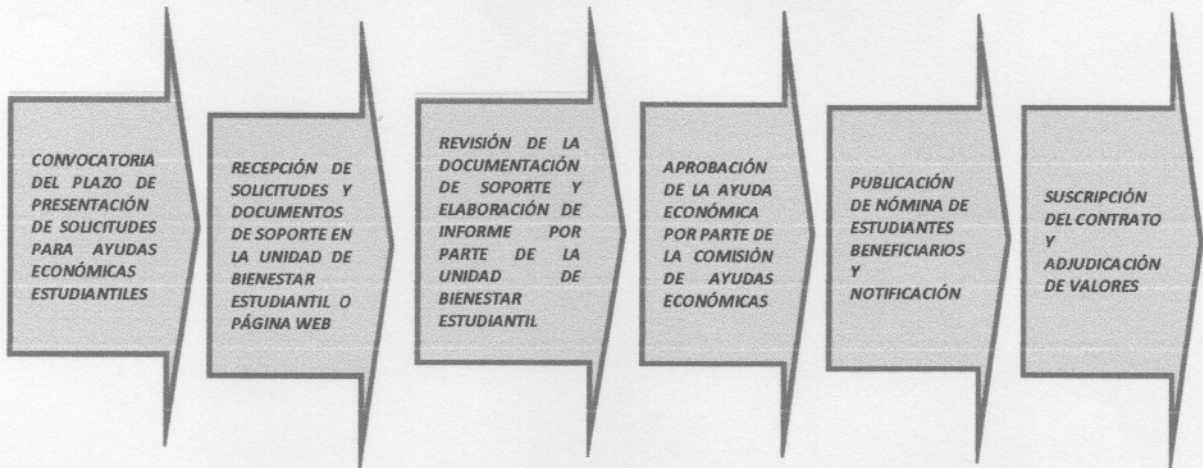 CONVOCATORIA
DEL PLAZO DE
PRESENTACIÓN
DE SOLICITUDES
PARA AYUDAS
ECONÓMICAS
ESTUDIANTILES
RECEPCIÓN DE
SOLICITUDES Y
DOCUMENTOS
DE SOPORTE EN
LA UNIDAD DE
BIENESTAR
ESTUDIANTIL O
PÁGINA WEB
REVISIÓN DE LA
DOCUMENTACIÓN
DE SOPORTE Y
ELABORACIÓN DE
INFORME POR
PARTE DE LA
UNIDAD DE
BIENESTAR
ESTUDIANTIL
APROBACIÓN
DE LA AYUDA
ECONÓMICA
POR PARTE DE
LA COMISIÓN
DE AYUDAS
ECONÓMICAS
PUBLICACIÓN
DE NÓMINA DE
ESTUDIANTES
BENEFICIARIOS
Y
NOTIFICACIÓN
SUSCRIPCIÓN
DEL CONTRATO
Y
ADJUDICACIÓN
DE VALORES